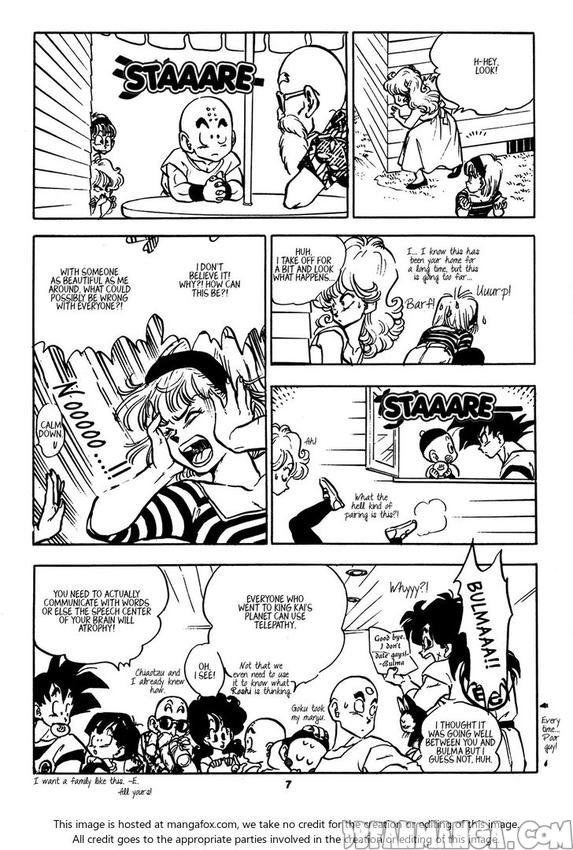 STAAARE
H-HEY,
LOOK!
WITH SOMEONE
AS BEAUTIFUL AS ME
AROUND, WHAT COULD
POSSIBLY BE WRONG
WITH EVERYONE?!
I DON'T
BELIEVE IT!
WHY?! HOW CAN
THIS BE?!
NOOOOO...!!
CALM
DOWN.
HUH.
I TAKE OFF FOR
A BIT AND LOOK
WHAT HAPPENS...
I... I know this has
been your home for
a long time, but this
is going too far...
Barf!
Uuurp!
STAAARE
Ah!
What the
hell kind of
pairing is this?!
YOU NEED TO ACTUALLY
COMMUNICATE WITH WORDS
OR ELSE THE SPEECH CENTER
OF YOUR BRAIN WILL
ATROPHY!
EVERYONE WHO
WENT TO KING KAI'S
PLANET CAN USE
TELEPATHY.
Chiaotzu and
I already knew
how.
OH,
I SEE!
Not that we
even need to use
it to know what
Roshi is thinking.
Goku took
my manju.
Whyyy?!
Good bye.
I don't
date gays!
-Bulma
BULMAAA!!
I THOUGHT IT
WAS GOING WELL
BETWEEN YOU AND
BULMA BUT I
GUESS NOT, HUH.
Every
time...
Poor
guy!
I want a family like this. -E.
All yours!
7
This image is hosted at mangafox.com, we take no credit for the creation or editing of this image.
All credit goes to the appropriate parties involved in the creation or editing of this image.